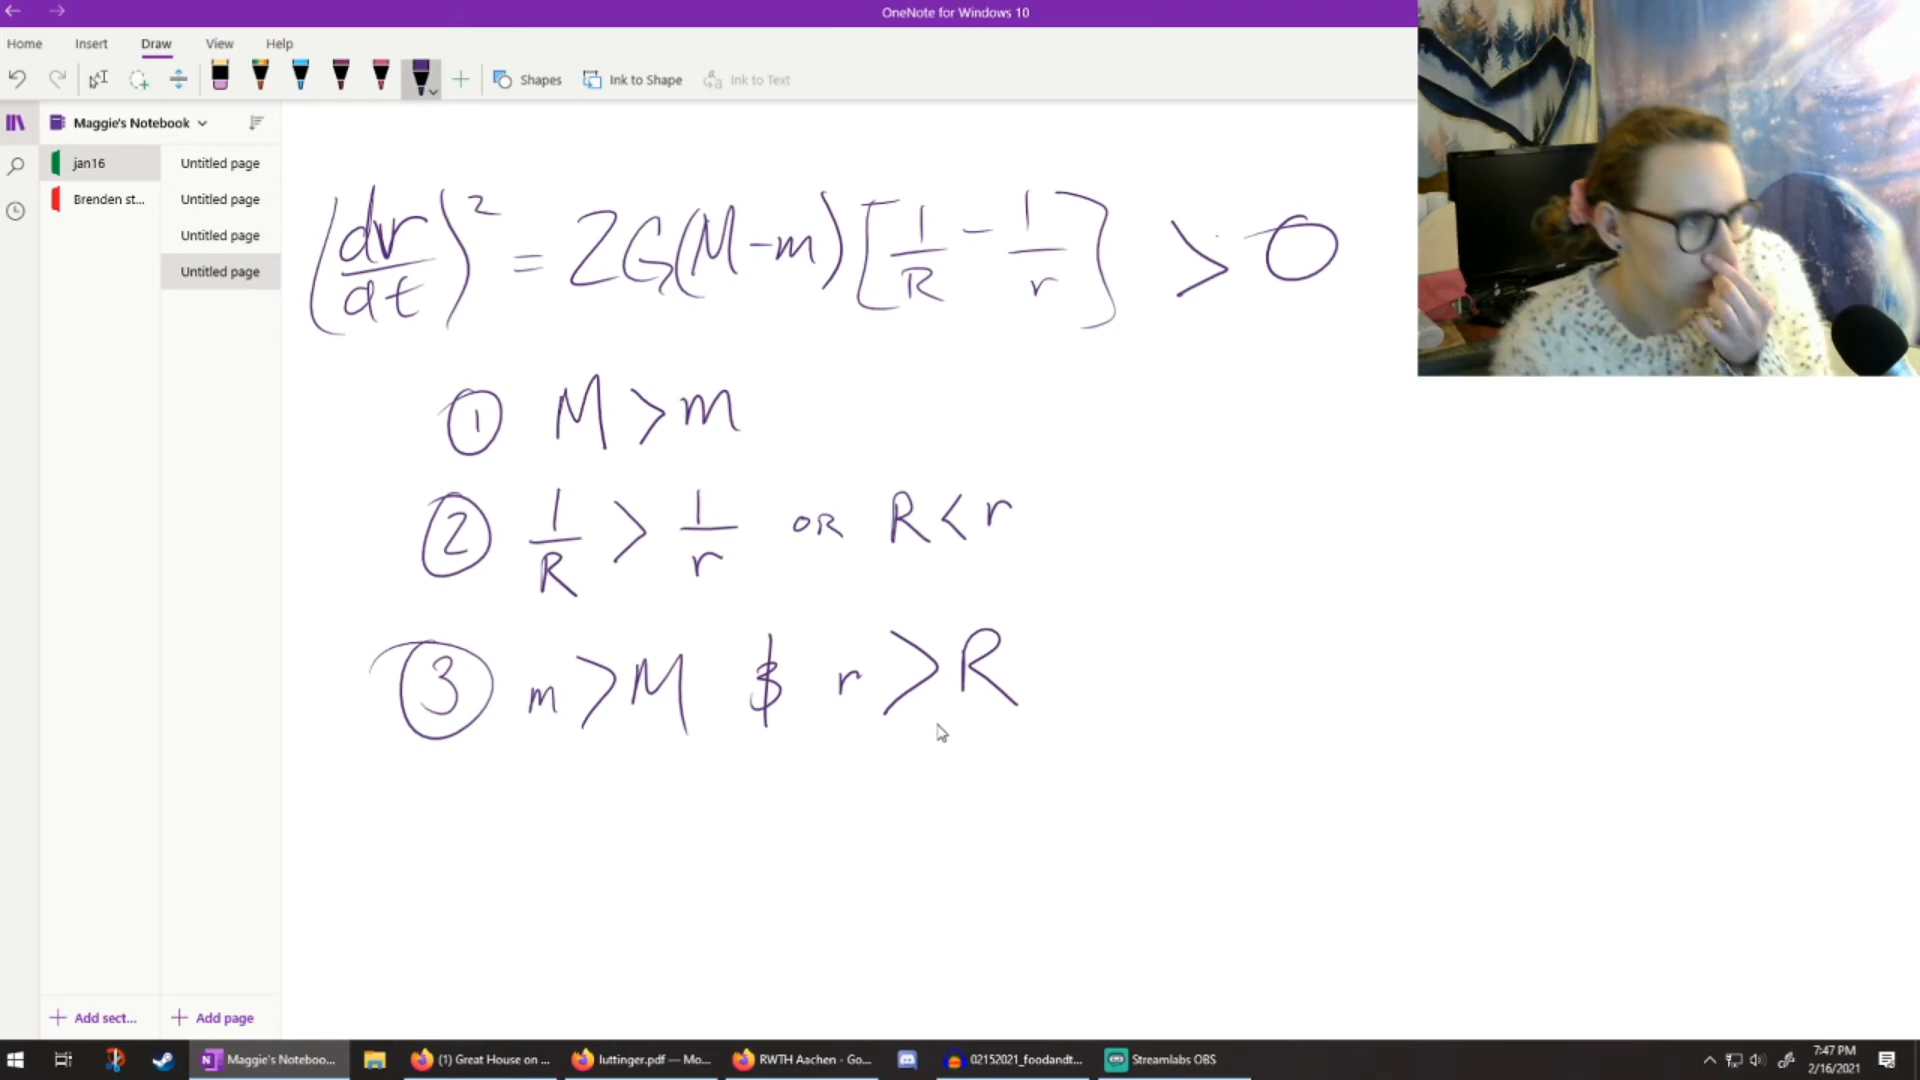 OneNote for Windows 10
Home Insert Draw View Help
Shapes Ink to Shape Ink to Text
Maggie's Notebook
jan16 Untitled page
Brenden st... Untitled page
Untitled page
Untitled page
(dr/dt)² = 2G(M-m)[1/R - 1/r] > 0
① M > m
② 1/R > 1/r OR R < r
③ m > M $ r > R
Add sect... Add page
Maggie's Noteboo... (1) Great House on ... luttinger.pdf — Mo... RWTH Aachen - Go... 02152021_foodandt... Streamlabs OBS
7:47 PM
2/16/2021